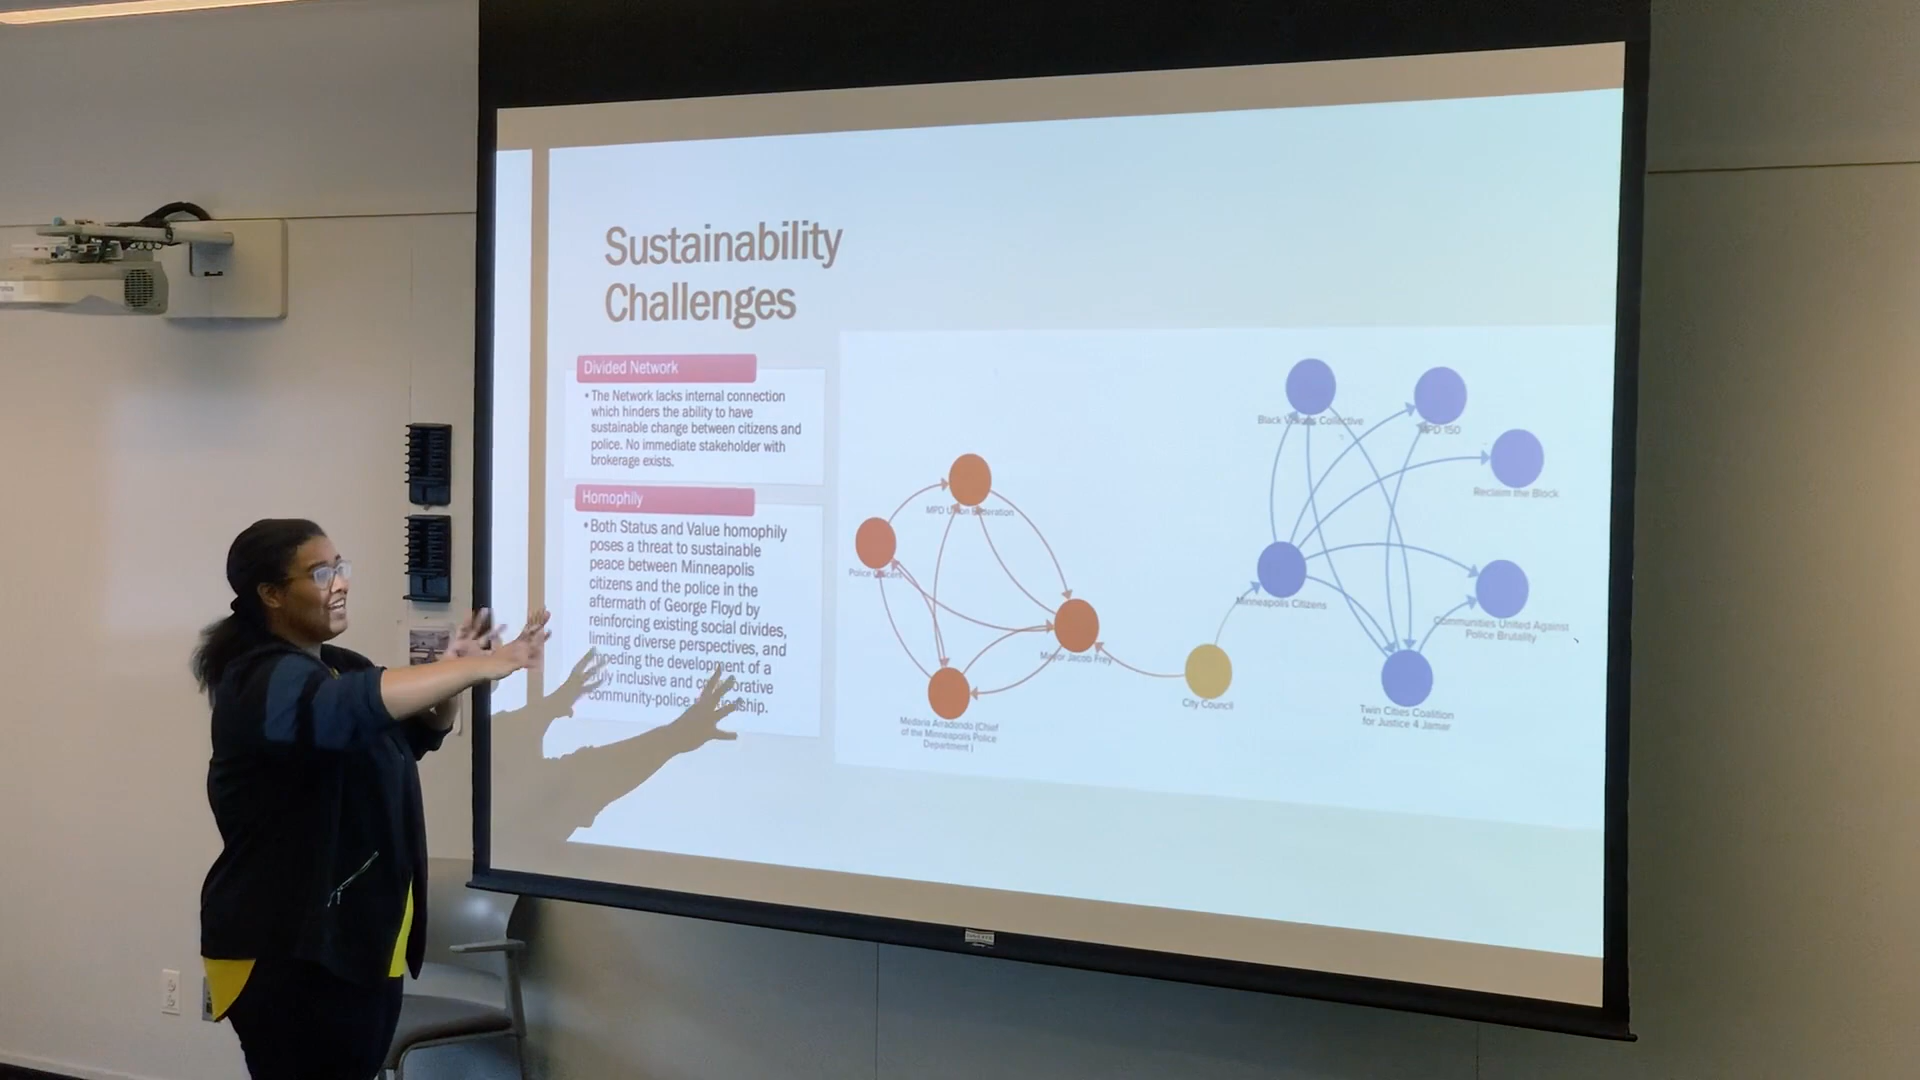 Sustainability
Challenges
Divided Network
• The Network lacks internal connection
which hinders the ability to have
sustainable change between citizens and
police. No immediate stakeholder with
brokerage exists.
Homophily
• Both Status and Value homophily
poses a threat to sustainable
peace between Minneapolis
citizens and the police in the
aftermath of George Floyd by
reinforcing existing social divides,
limiting diverse perspectives, and
impeding the development of a
truly inclusive and collaborative
community-police relationship.
MPD Union Federation
Police Officers
Mayor Jacob Frey
Medaria Arradondo (Chief
of the Minneapolis Police
Department )
City Council
Black Visions Collective
MPD 150
Reclaim the Block
Minneapolis Citizens
Communities United Against
Police Brutality
Twin Cities Coalition
for Justice 4 Jamar